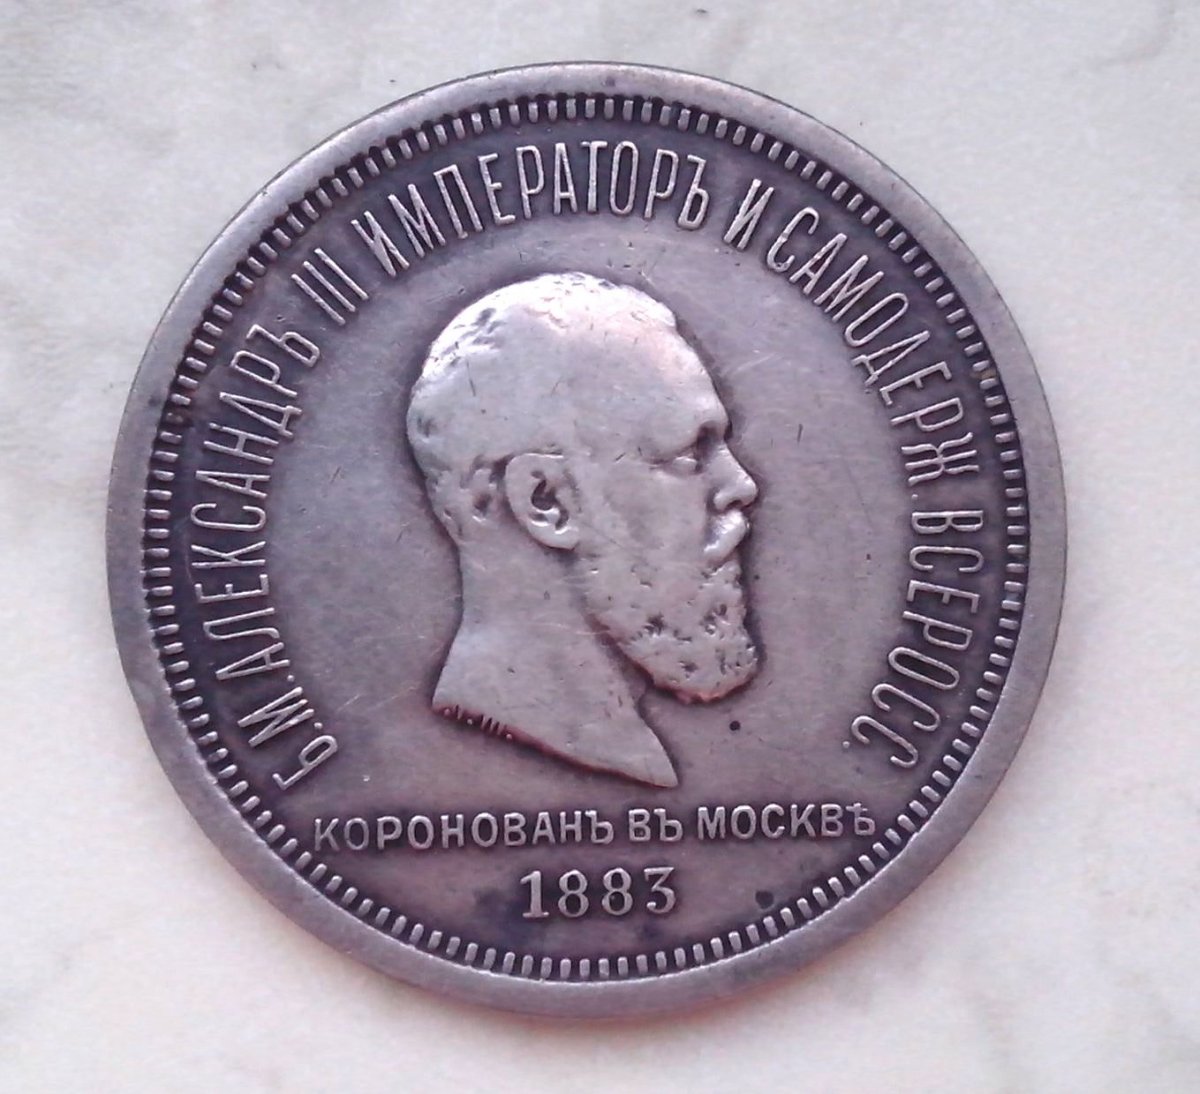 Б.М.АЛЕКСАНДРЪ III ИМПЕРАТОРЪ И САМОДЕРЖ. ВСЕРОСС.
КОРОНОВАНЪ ВЪ МОСКВѢ
1883